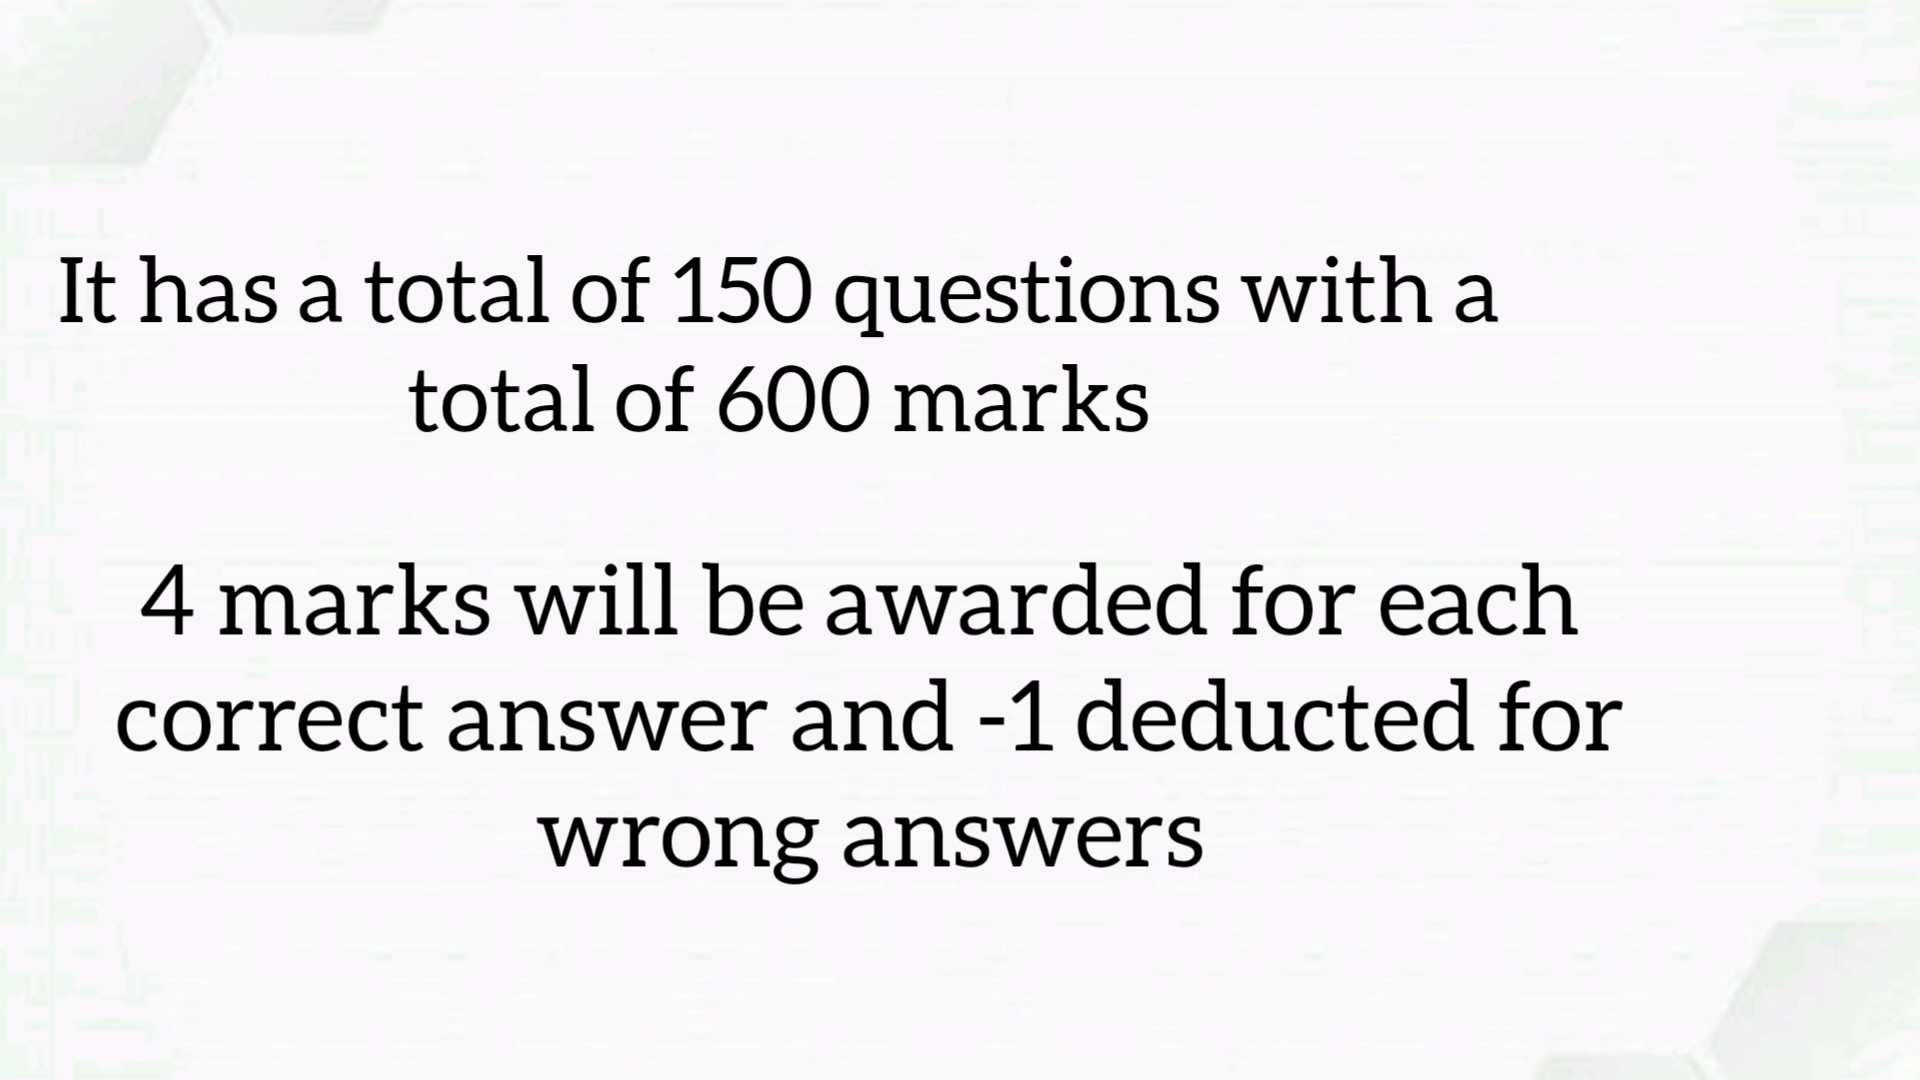 It has a total of 150 questions with a
total of 600 marks
4 marks will be awarded for each
correct answer and -1 deducted for
wrong answers